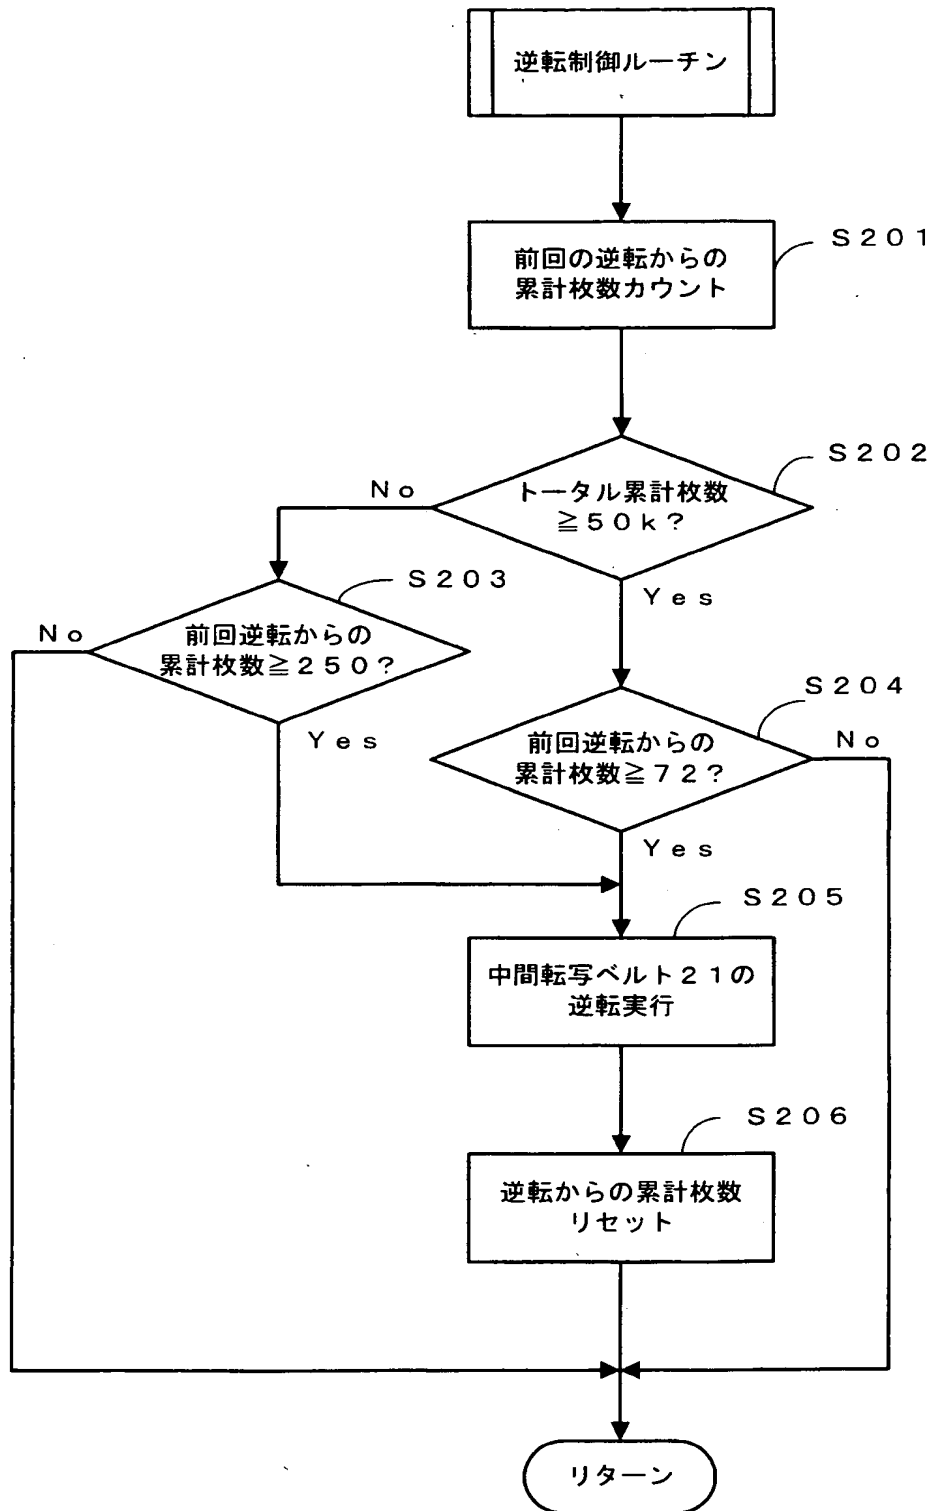 逆転制御ルーチン
S201
前回の逆転からの
累計枚数カウント
S202
トータル累計枚数
≧50k?
No
Yes
S203
前回逆転からの
累計枚数≧250?
No
Yes
S204
前回逆転からの
累計枚数≧72?
No
Yes
S205
中間転写ベルト21の
逆転実行
S206
逆転からの累計枚数
リセット
リターン